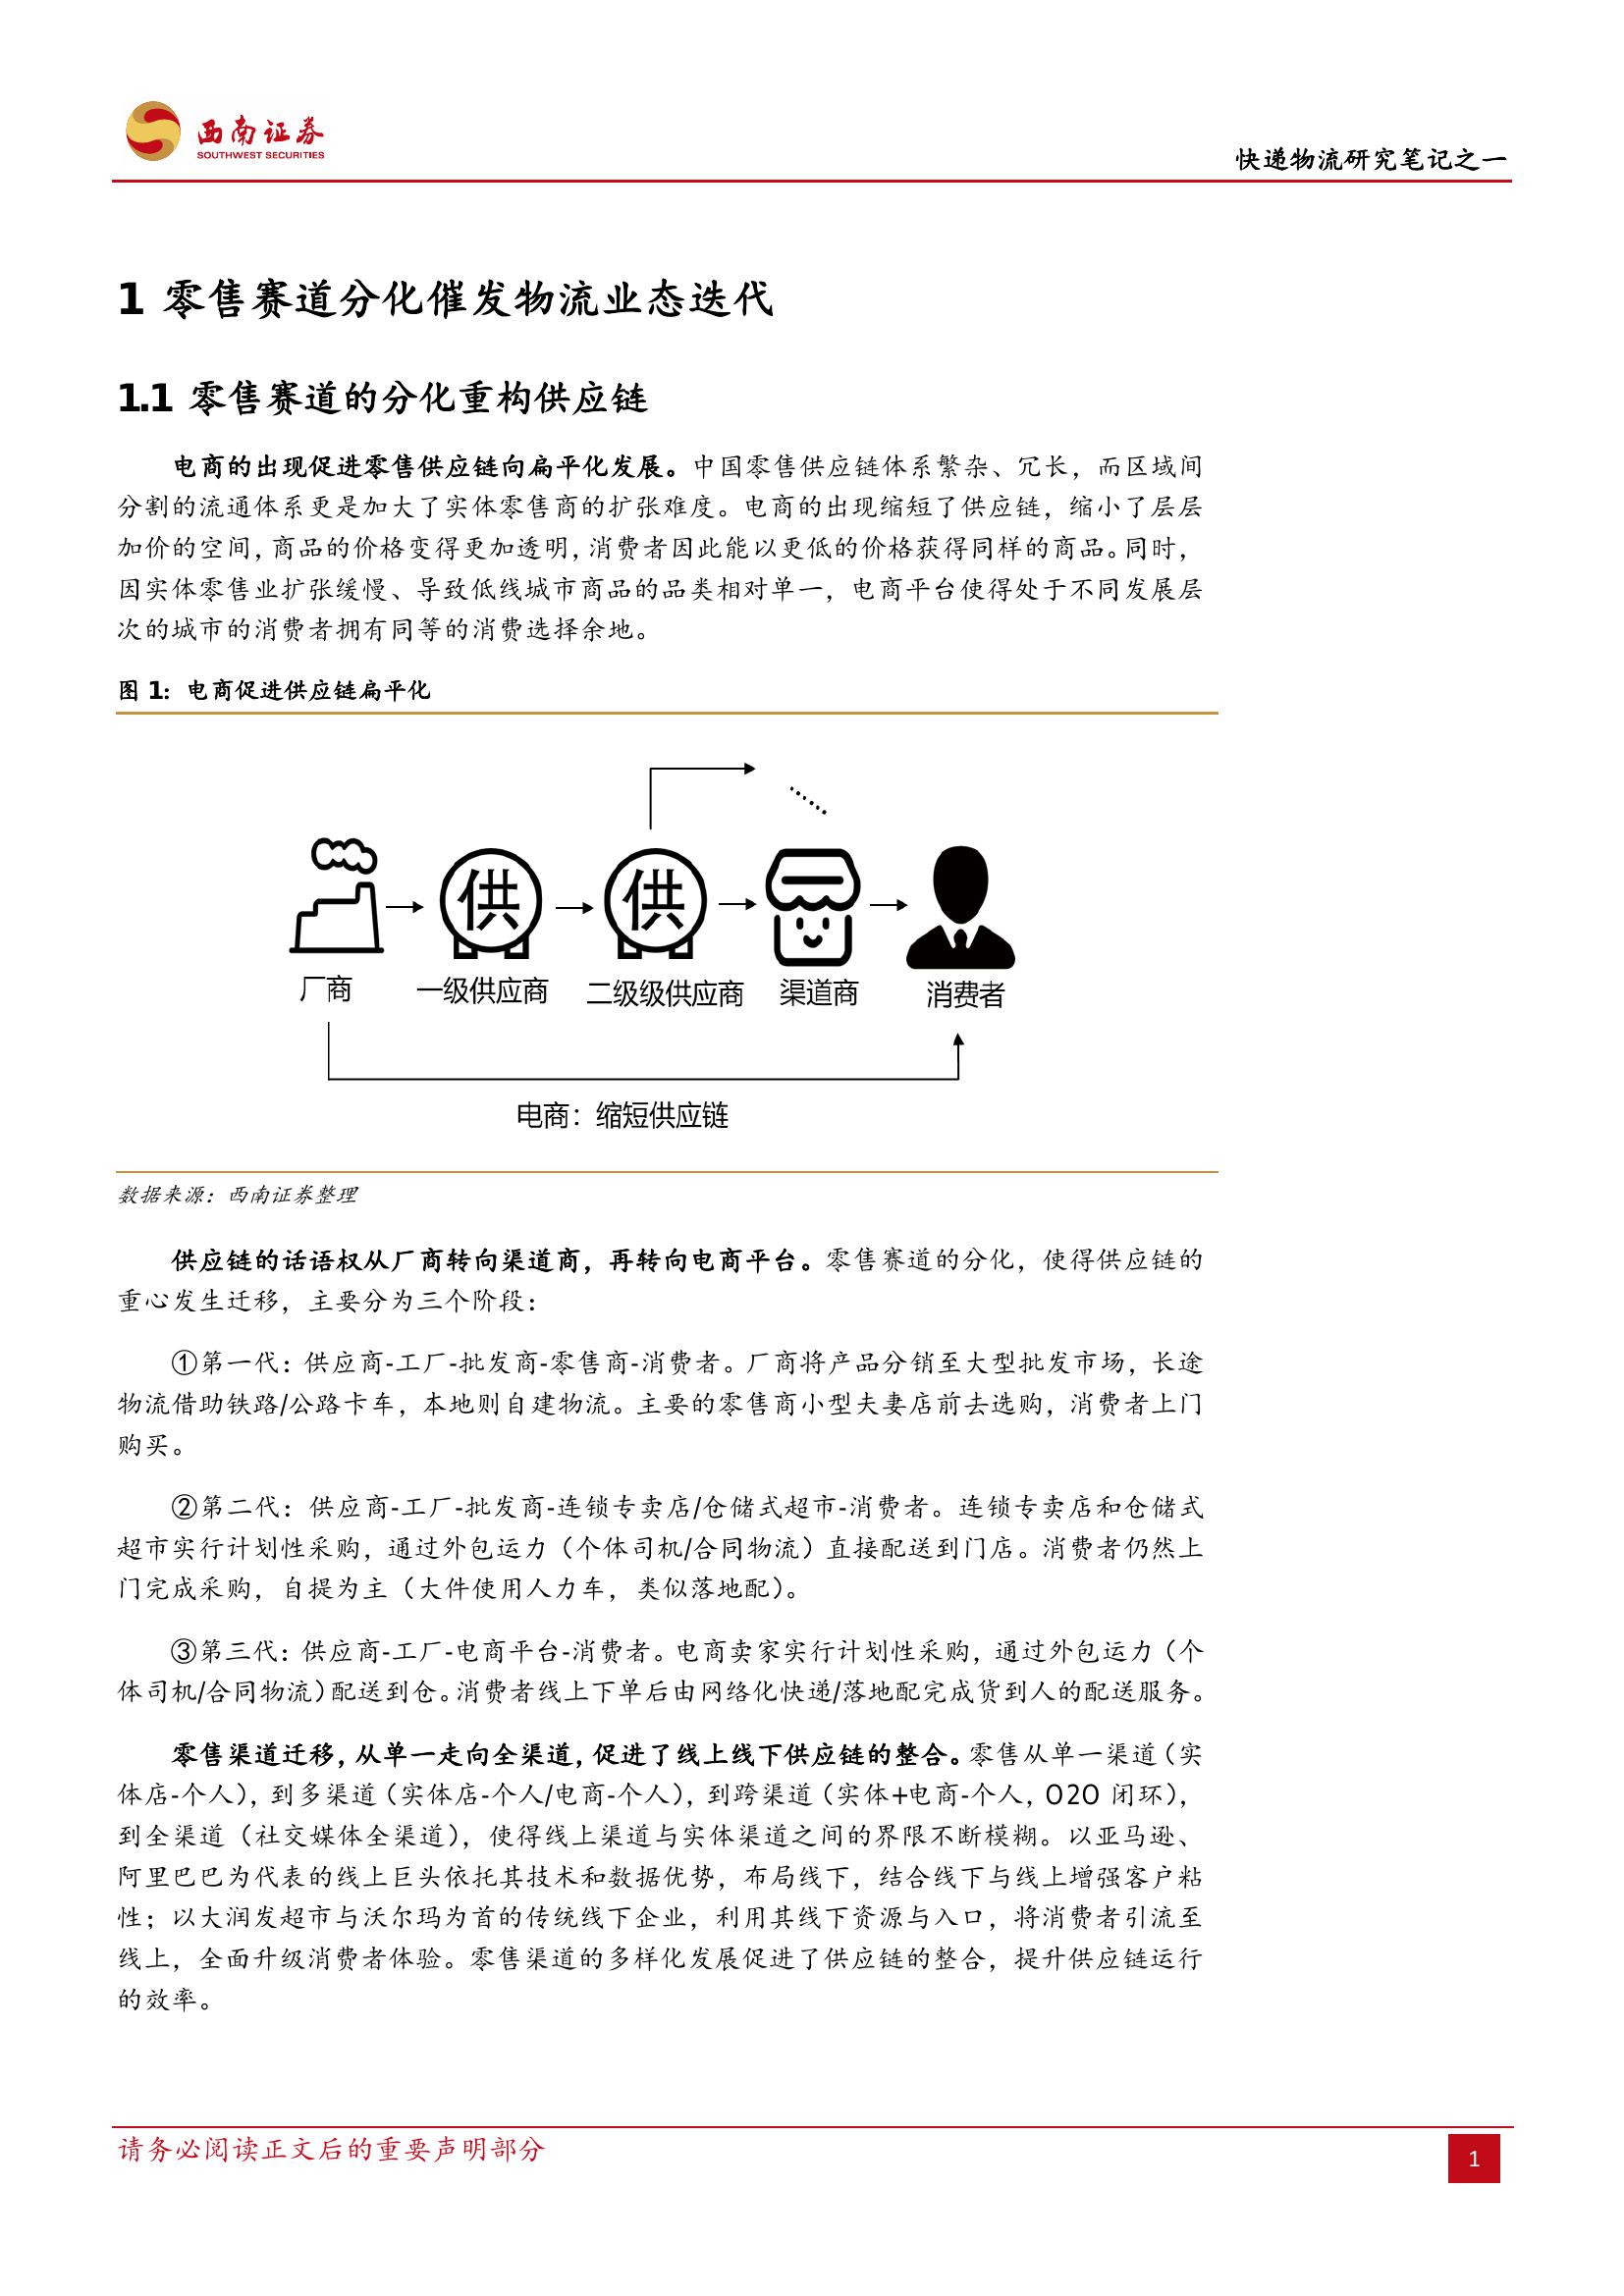 西南证券
SOUTHWEST SECURITIES
快递物流研究笔记之一
1 零售赛道分化催发物流业态迭代
1.1 零售赛道的分化重构供应链
电商的出现促进零售供应链向扁平化发展。中国零售供应链体系繁杂、冗长，而区域间
分割的流通体系更是加大了实体零售商的扩张难度。电商的出现缩短了供应链，缩小了层层
加价的空间，商品的价格变得更加透明，消费者因此能以更低的价格获得同样的商品。同时，
因实体零售业扩张缓慢、导致低线城市商品的品类相对单一，电商平台使得处于不同发展层
次的城市的消费者拥有同等的消费选择余地。
图 1：电商促进供应链扁平化
供
供
厂商
一级供应商
二级级供应商
渠道商
消费者
电商：缩短供应链
数据来源：西南证券整理
供应链的话语权从厂商转向渠道商，再转向电商平台。零售赛道的分化，使得供应链的
重心发生迁移，主要分为三个阶段：
①第一代：供应商-工厂-批发商-零售商-消费者。厂商将产品分销至大型批发市场，长途
物流借助铁路/公路卡车，本地则自建物流。主要的零售商小型夫妻店前去选购，消费者上门
购买。
②第二代：供应商-工厂-批发商-连锁专卖店/仓储式超市-消费者。连锁专卖店和仓储式
超市实行计划性采购，通过外包运力（个体司机/合同物流）直接配送到门店。消费者仍然上
门完成采购，自提为主（大件使用人力车，类似落地配）。
③第三代：供应商-工厂-电商平台-消费者。电商卖家实行计划性采购，通过外包运力（个
体司机/合同物流）配送到仓。消费者线上下单后由网络化快递/落地配完成货到人的配送服务。
零售渠道迁移，从单一走向全渠道，促进了线上线下供应链的整合。零售从单一渠道（实
体店-个人），到多渠道（实体店-个人/电商-个人），到跨渠道（实体+电商-个人，O2O 闭环），
到全渠道（社交媒体全渠道），使得线上渠道与实体渠道之间的界限不断模糊。以亚马逊、
阿里巴巴为代表的线上巨头依托其技术和数据优势，布局线下，结合线下与线上增强客户粘
性；以大润发超市与沃尔玛为首的传统线下企业，利用其线下资源与入口，将消费者引流至
线上，全面升级消费者体验。零售渠道的多样化发展促进了供应链的整合，提升供应链运行
的效率。
请务必阅读正文后的重要声明部分
1